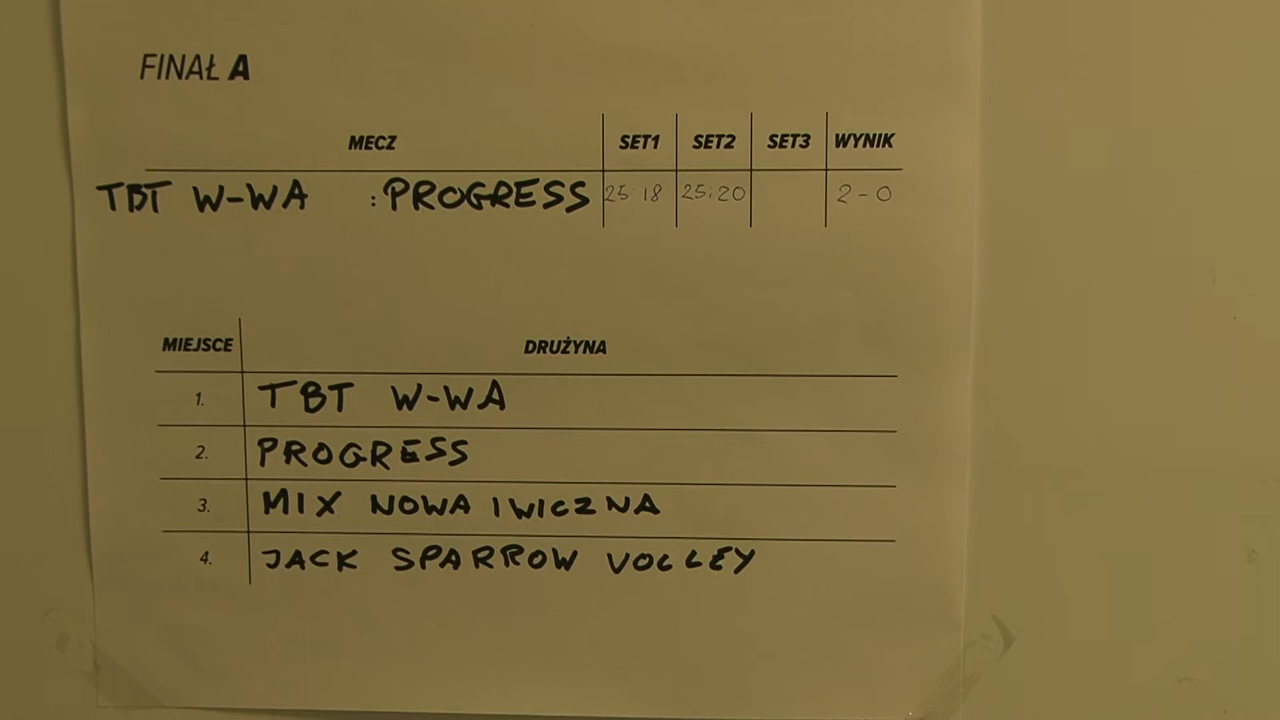 FINAŁ A
MECZ SET1 SET2 SET3 WYNIK
TBT W-WA : PROGRESS 25:18 25:20 2-0
MIEJSCE DRUŻYNA
1. TBT W-WA
2. PROGRESS
3. MIX NOWA IWICZNA
4. JACK SPARROW VOLLEY